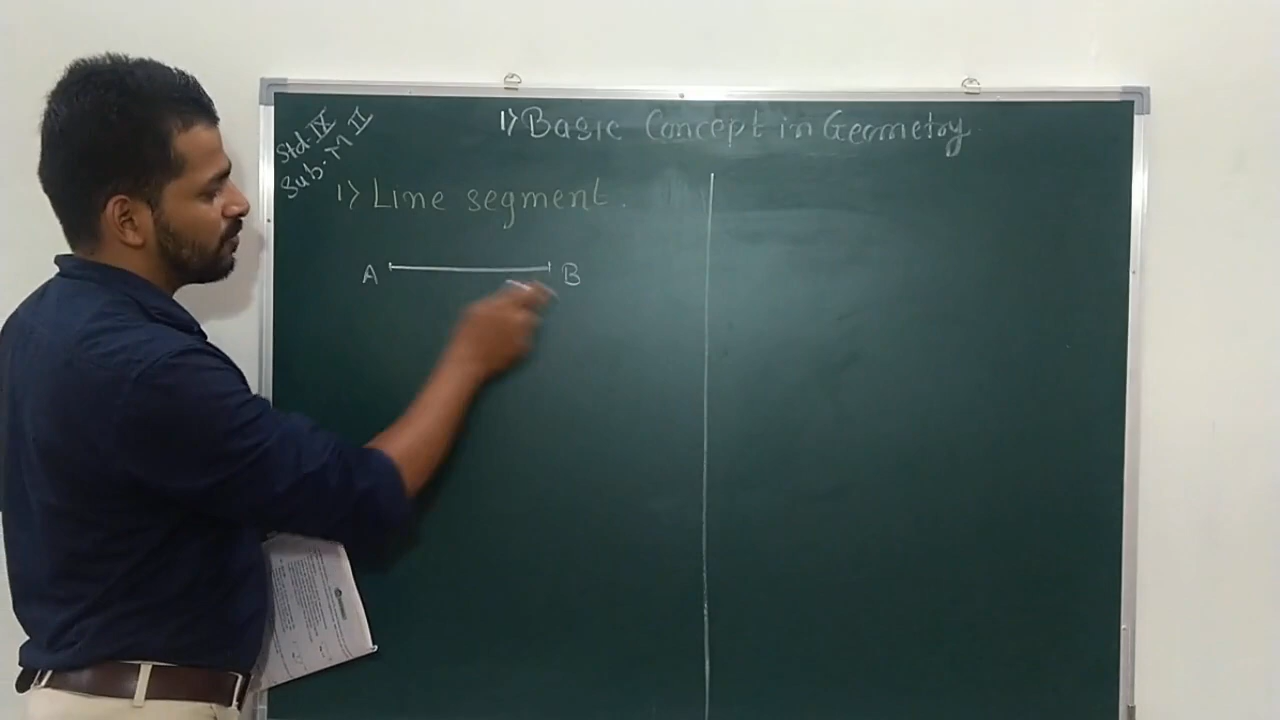 Std-IX
Sub. M II
1) Basic Concept in Geometry
1) Line segment.
A B